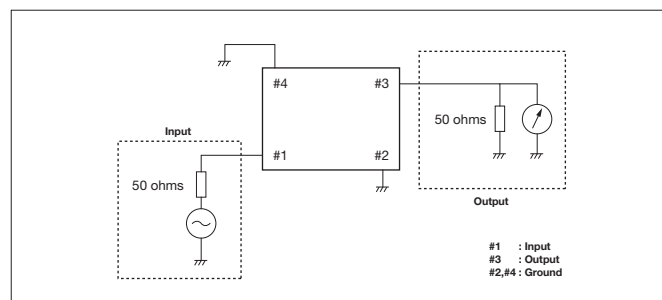 #4
#3
50 ohms
Input
#1
#2
50 ohms
Output
#1 : Input
#3 : Output
#2,#4 : Ground